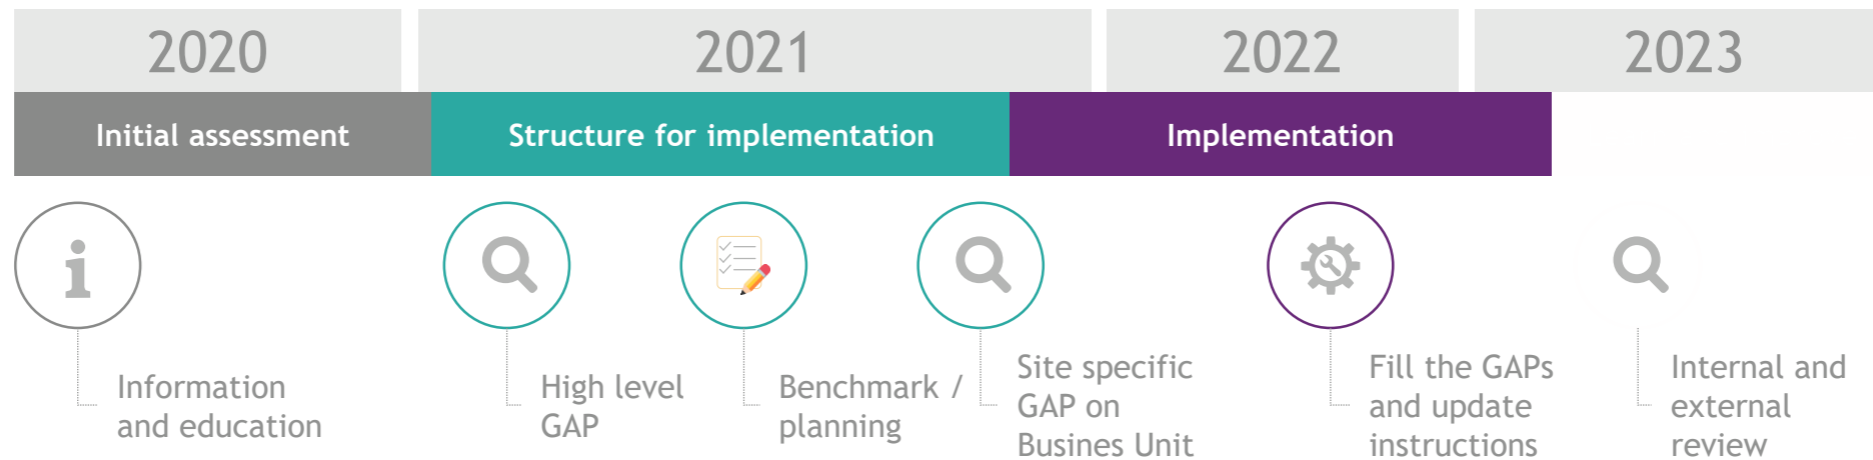 2020
2021
2022
2023
Initial assessment
Structure for implementation
Implementation
Information
and education
High level
GAP
Benchmark /
planning
Site specific
GAP on
Busines Unit
Fill the GAPs
and update
instructions
Internal and
external
review